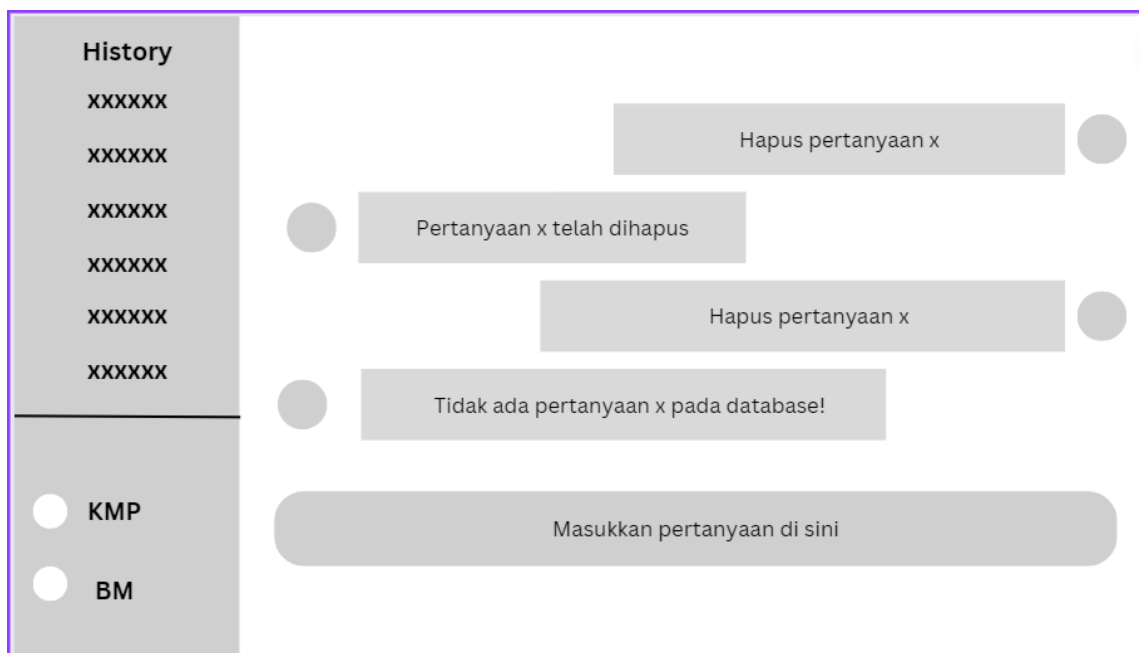 History
xxxxxx
xxxxxx
xxxxxx
xxxxxx
xxxxxx
xxxxxx
KMP
BM
Hapus pertanyaan x
Pertanyaan x telah dihapus
Hapus pertanyaan x
Tidak ada pertanyaan x pada database!
Masukkan pertanyaan di sini